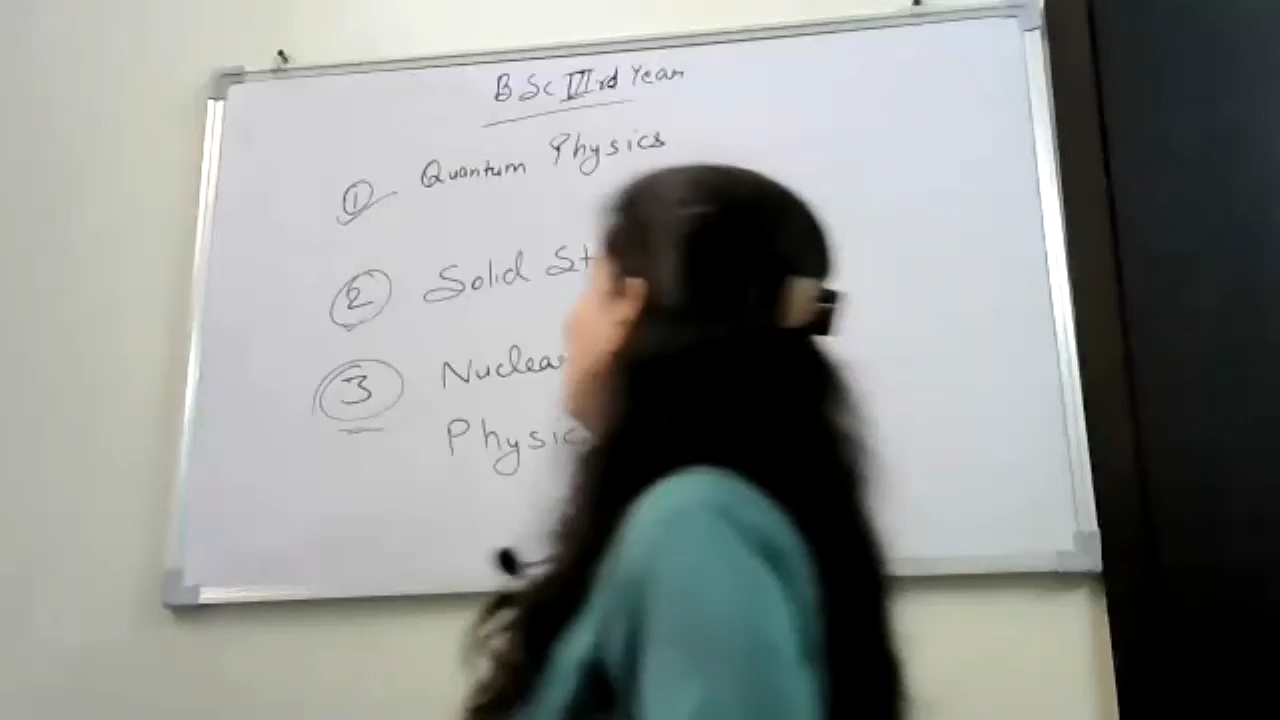 BSc IIIrd Year
① Quantum Physics
② Solid St
③ Nuclear
Physic